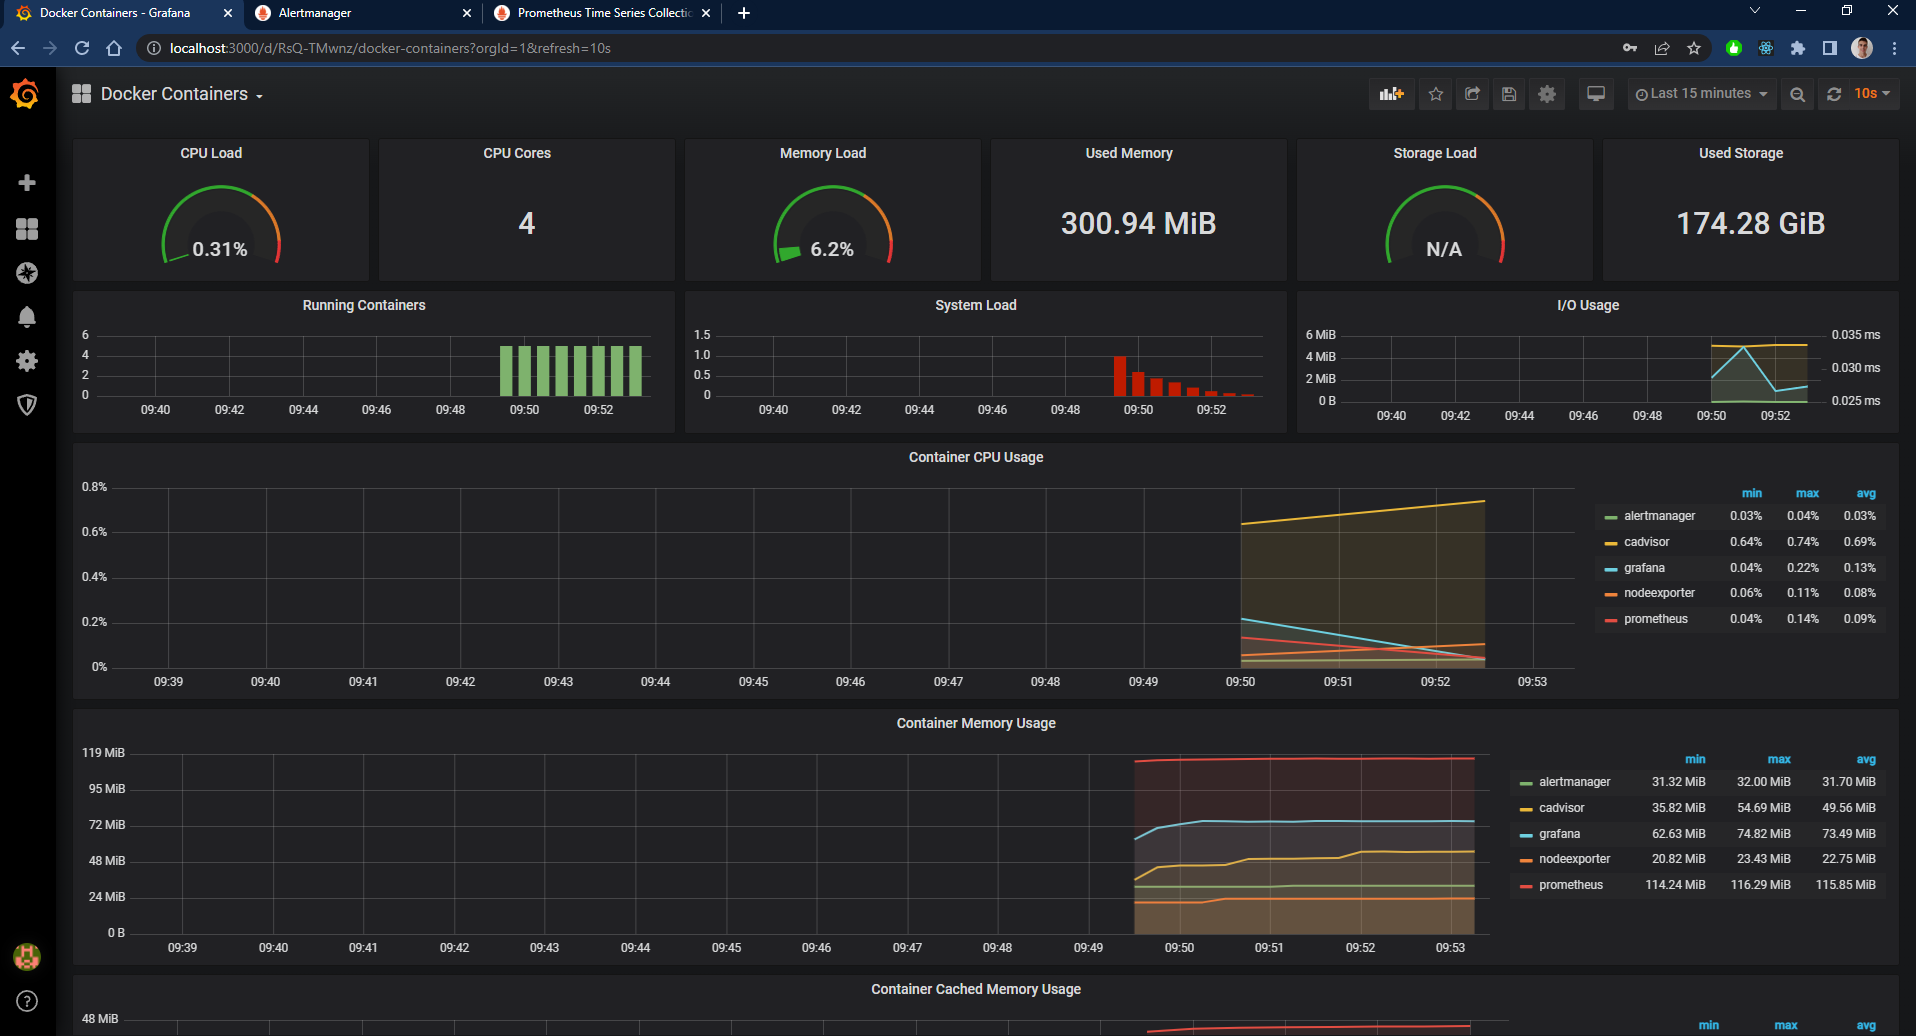 Docker Containers - Grafana
Alertmanager
Prometheus Time Series Collectio
localhost:3000/d/RsQ-TMwnz/docker-containers?orgId=1&refresh=10s
Docker Containers
Last 15 minutes
10s
CPU Load
0.31%
CPU Cores
4
Memory Load
6.2%
Used Memory
300.94 MiB
Storage Load
N/A
Used Storage
174.28 GiB
Running Containers
6
4
2
0
09:40 09:42 09:44 09:46 09:48 09:50 09:52
System Load
1.5
1.0
0.5
0
09:40 09:42 09:44 09:46 09:48 09:50 09:52
I/O Usage
6 MiB 0.035 ms
4 MiB
0.030 ms
2 MiB
0 B 0.025 ms
09:40 09:42 09:44 09:46 09:48 09:50 09:52
Container CPU Usage
0.8%
0.6%
0.4%
0.2%
0%
09:39 09:40 09:41 09:42 09:43 09:44 09:45 09:46 09:47 09:48 09:49 09:50 09:51 09:52 09:53
min max avg
alertmanager 0.03% 0.04% 0.03%
cadvisor 0.64% 0.74% 0.69%
grafana 0.04% 0.22% 0.13%
nodeexporter 0.06% 0.11% 0.08%
prometheus 0.04% 0.14% 0.09%
Container Memory Usage
119 MiB
95 MiB
72 MiB
48 MiB
24 MiB
0 B
09:39 09:40 09:41 09:42 09:43 09:44 09:45 09:46 09:47 09:48 09:49 09:50 09:51 09:52 09:53
min max avg
alertmanager 31.32 MiB 32.00 MiB 31.70 MiB
cadvisor 35.82 MiB 54.69 MiB 49.56 MiB
grafana 62.63 MiB 74.82 MiB 73.49 MiB
nodeexporter 20.82 MiB 23.43 MiB 22.75 MiB
prometheus 114.24 MiB 116.29 MiB 115.85 MiB
Container Cached Memory Usage
48 MiB
min max avg